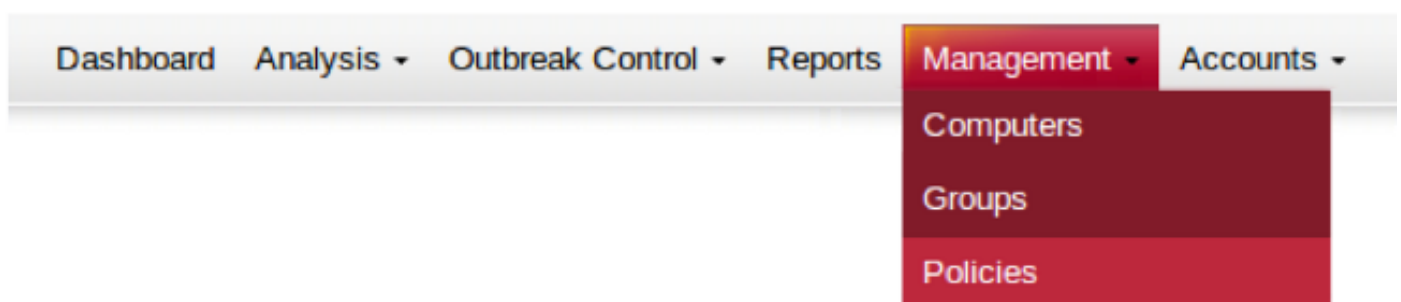 Dashboard Analysis Outbreak Control Reports Management Accounts
Computers
Groups
Policies